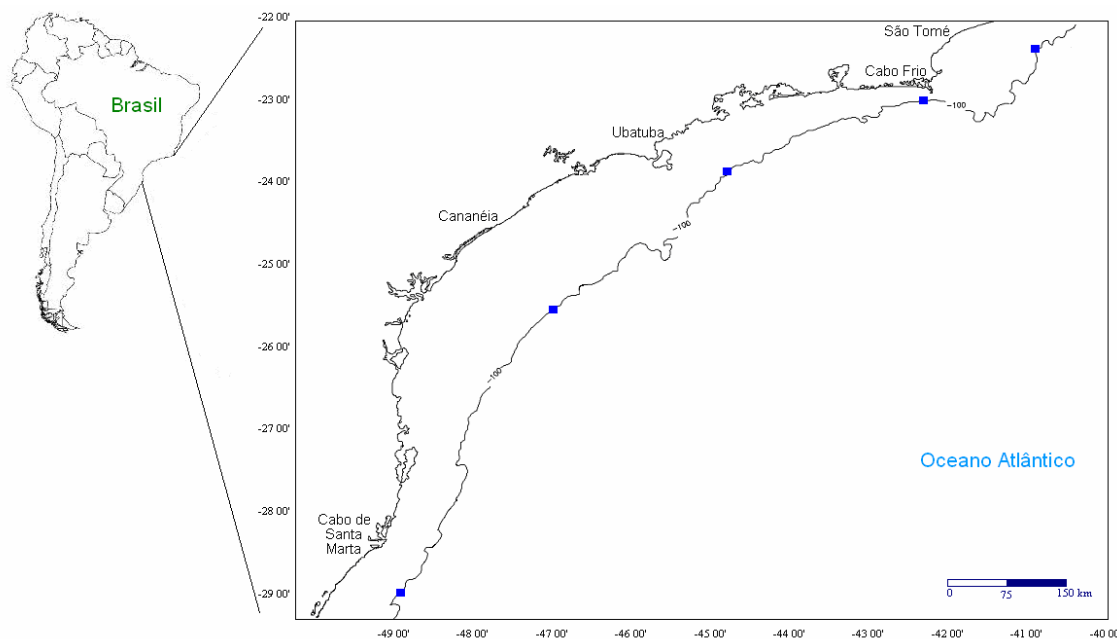 -22 00'
São Tomé
Cabo Frio
Brasil
-23 00'
-100
Ubatuba
-24 00'
Cananéia
-100
-25 00'
-26 00'
-100
-27 00'
Oceano Atlântico
-28 00'
Cabo de
Santa
Marta
-29 00'
0 75 150 km
-49 00' -48 00' -47 00' -46 00' -45 00' -44 00' -43 00' -42 00' -41 00' -40 00